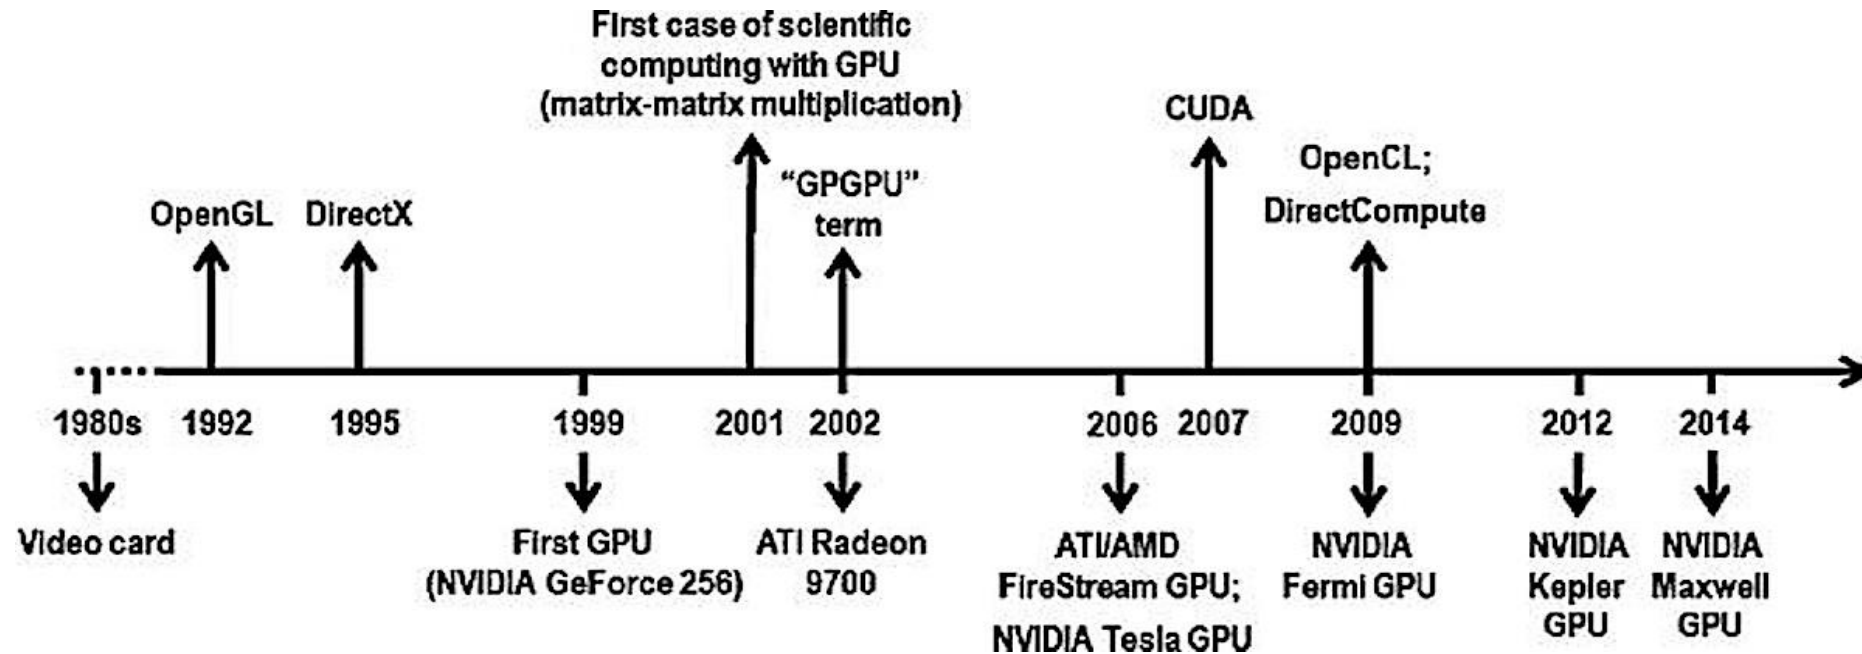 First case of scientific
computing with GPU
(matrix-matrix multiplication)
CUDA
OpenCL;
DirectCompute
"GPGPU"
term
OpenGL
DirectX
1980s
1992
1995
1999
2001
2002
2006
2007
2009
2012
2014
Video card
First GPU
(NVIDIA GeForce 256)
ATI Radeon
9700
ATI/AMD
FireStream GPU;
NVIDIA Tesla GPU
NVIDIA
Fermi GPU
NVIDIA
Kepler
GPU
NVIDIA
Maxwell
GPU